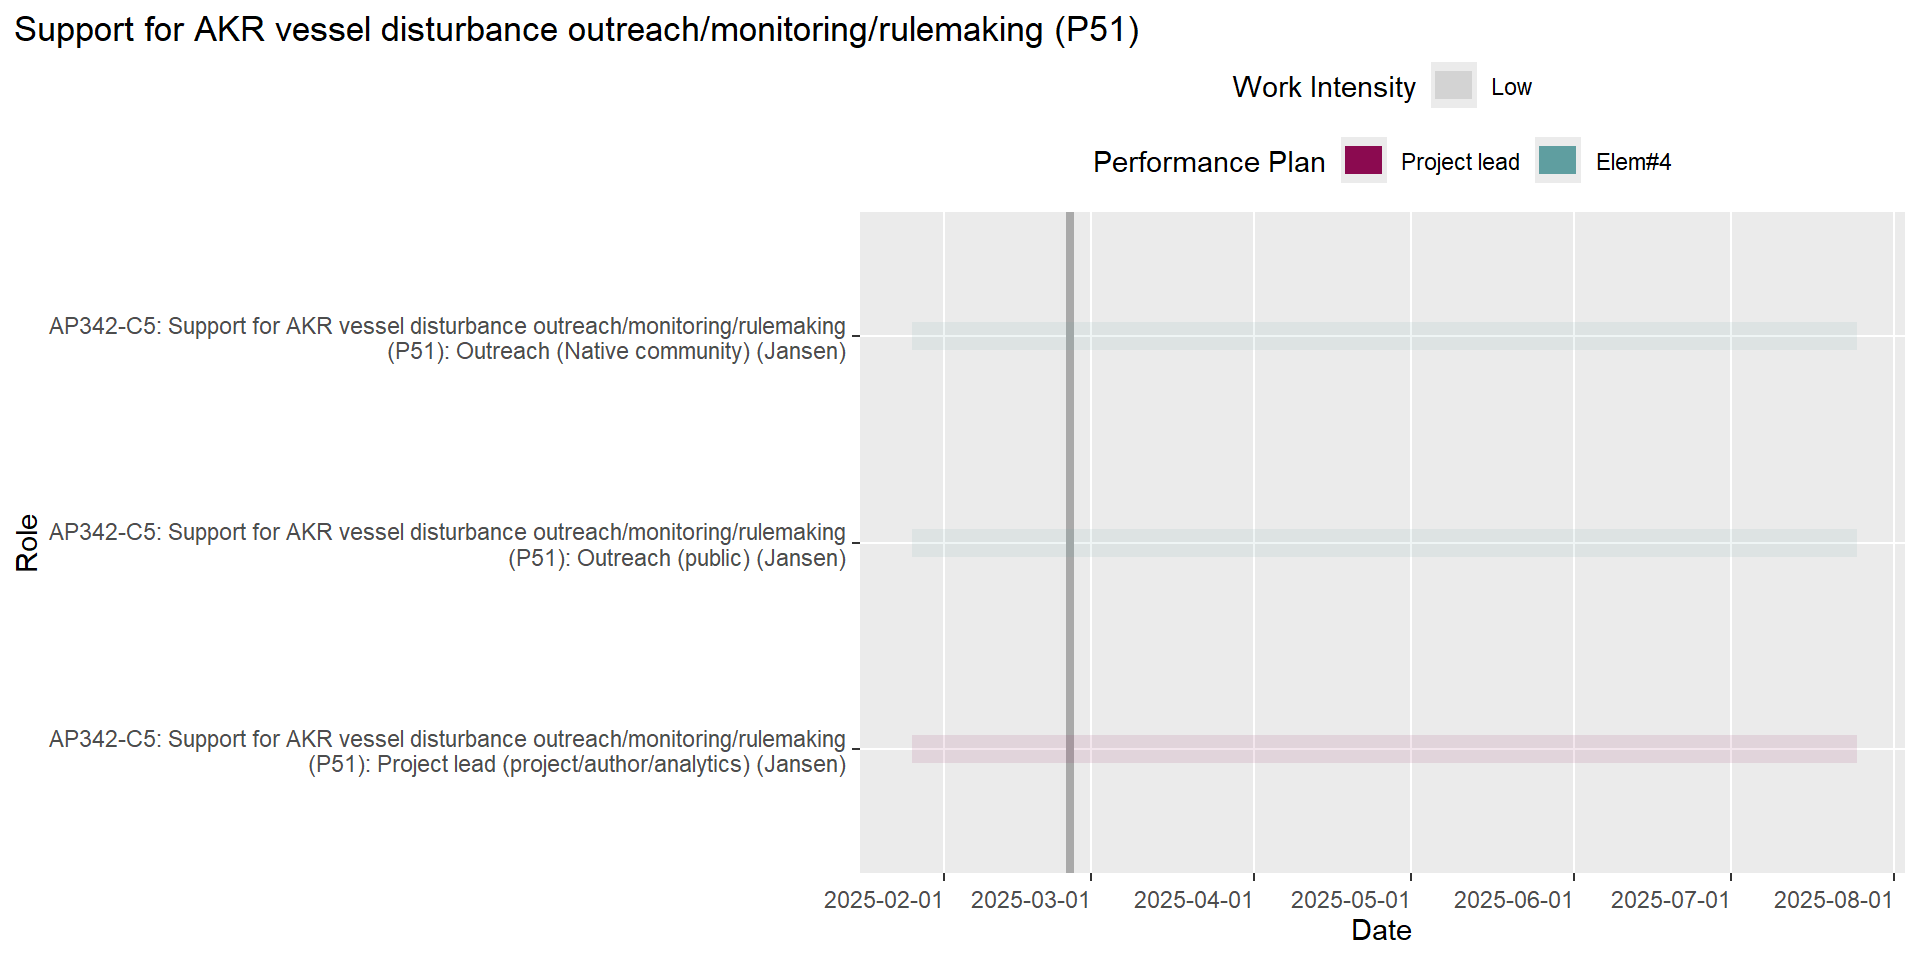 Support for AKR vessel disturbance outreach/monitoring/rulemaking (P51)
Work Intensity Low
Performance Plan Project lead Elem#4
AP342-C5: Support for AKR vessel disturbance outreach/monitoring/rulemaking
(P51): Outreach (Native community) (Jansen)
AP342-C5: Support for AKR vessel disturbance outreach/monitoring/rulemaking
(P51): Outreach (public) (Jansen)
AP342-C5: Support for AKR vessel disturbance outreach/monitoring/rulemaking
(P51): Project lead (project/author/analytics) (Jansen)
Role
2025-02-01 2025-03-01 2025-04-01 2025-05-01 2025-06-01 2025-07-01 2025-08-01
Date